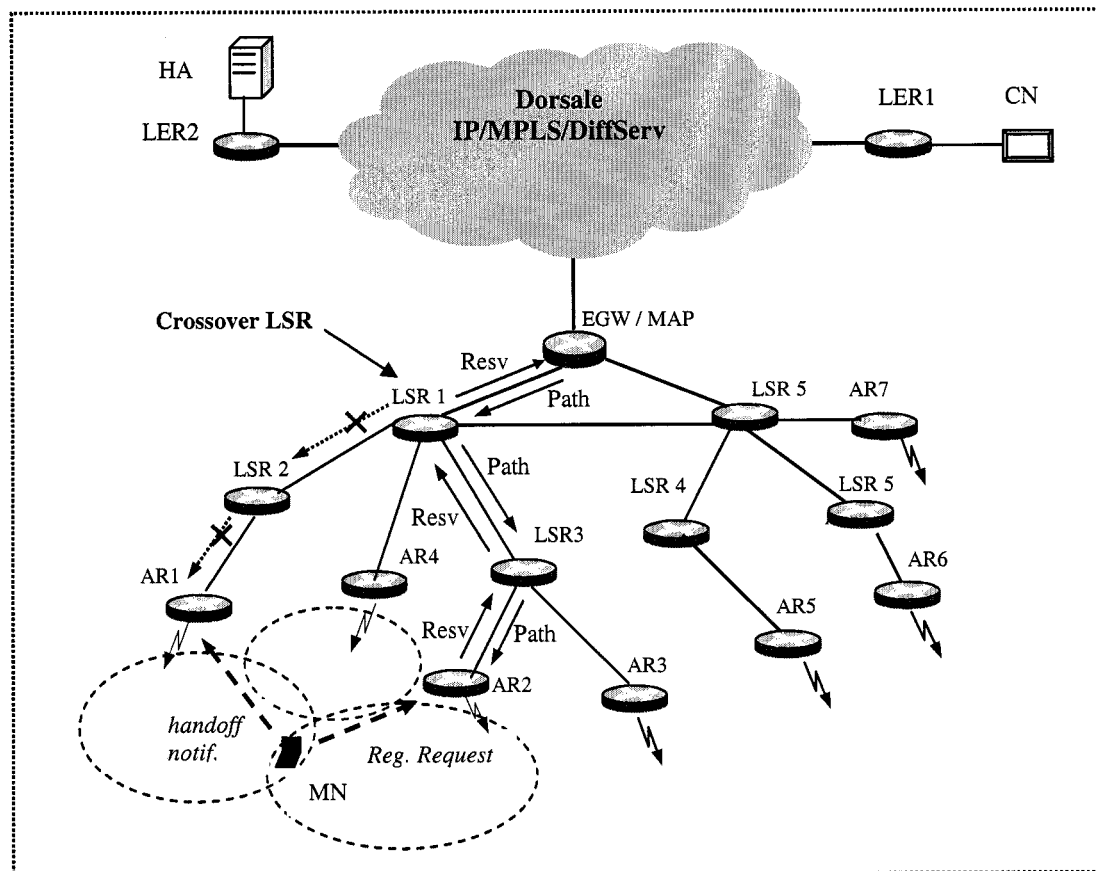 HA
LER2
Dorsale
IP/MPLS/DiffServ
LER1
CN
EGW / MAP
Crossover LSR
Resv
Path
LSR 1
LSR 5
AR7
LSR 2
Path
Resv
LSR 4
LSR 5
LSR3
AR1
AR4
AR6
Resv
Path
AR5
AR2
AR3
handoff
notif.
Reg. Request
MN